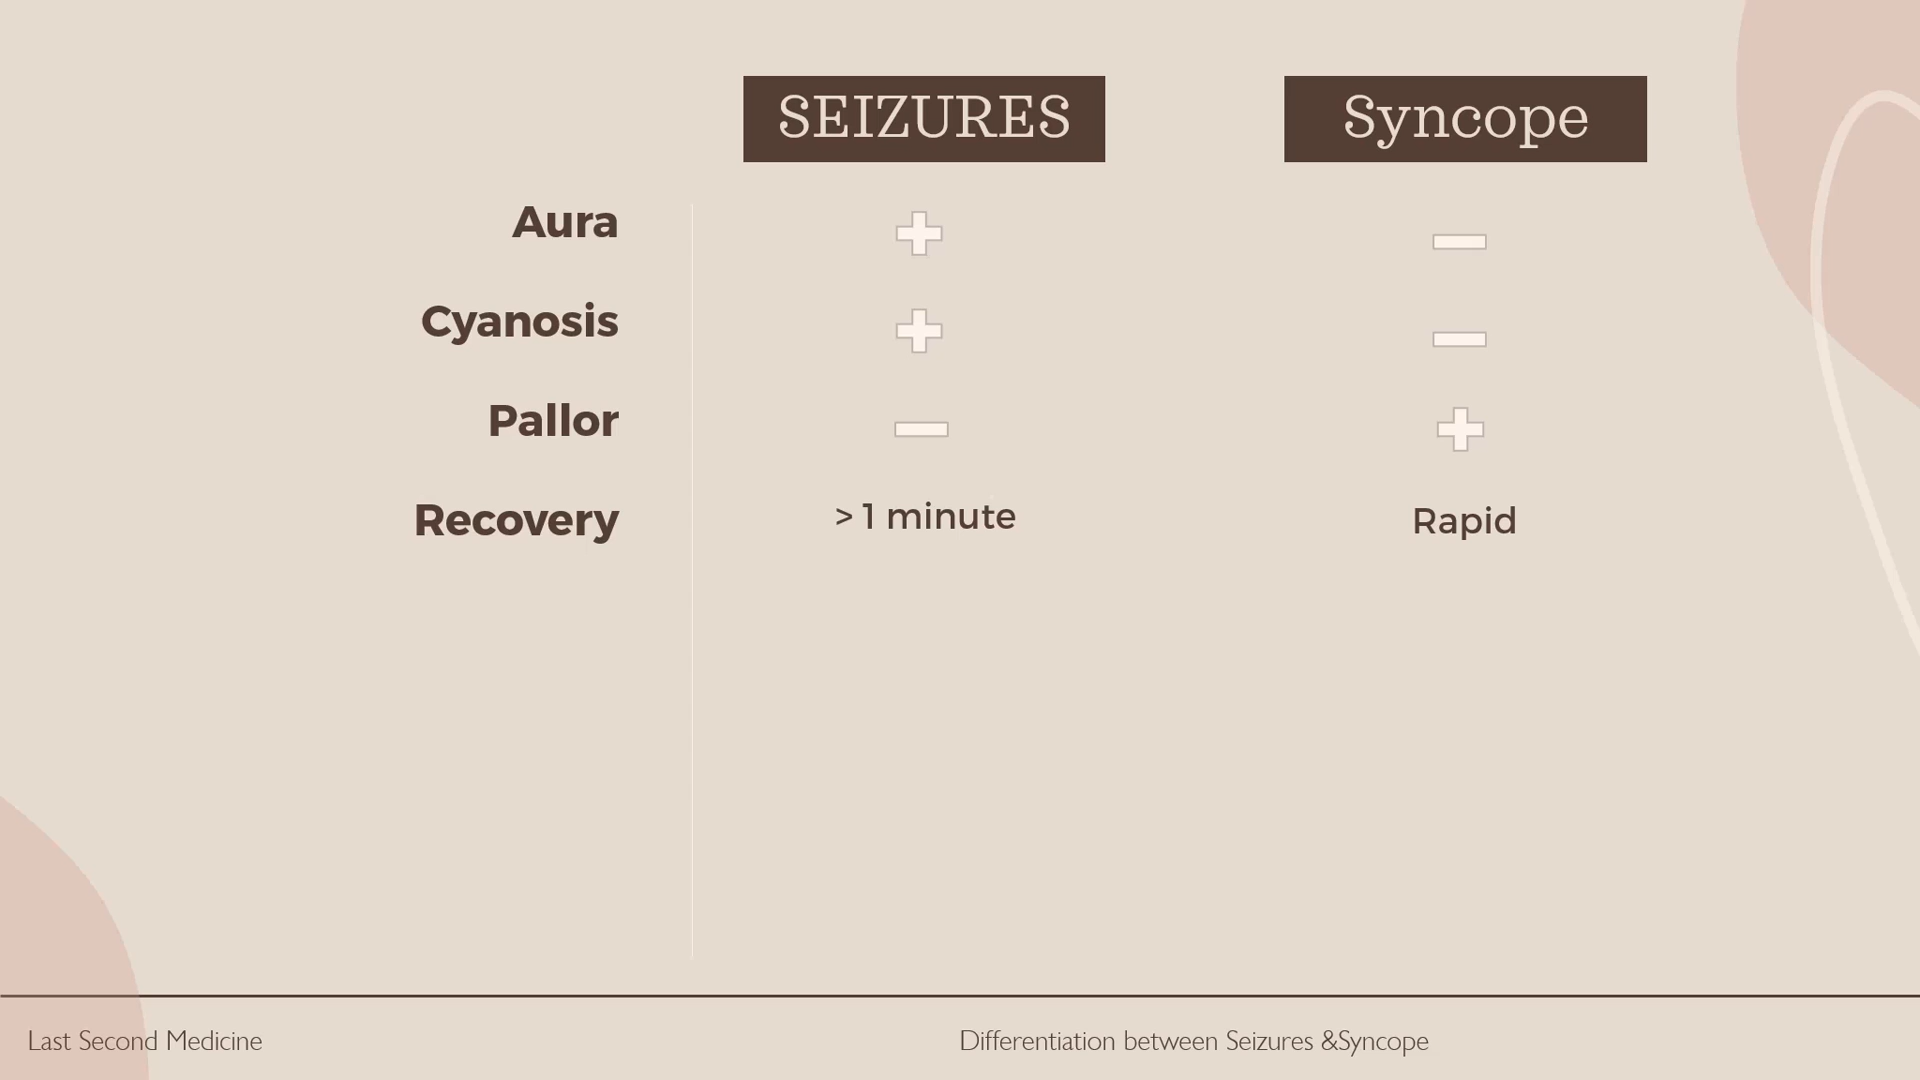 SEIZURES Syncope
Aura + −
Cyanosis + −
Pallor − +
Recovery > 1 minute Rapid
Last Second Medicine Differentiation between Seizures &Syncope